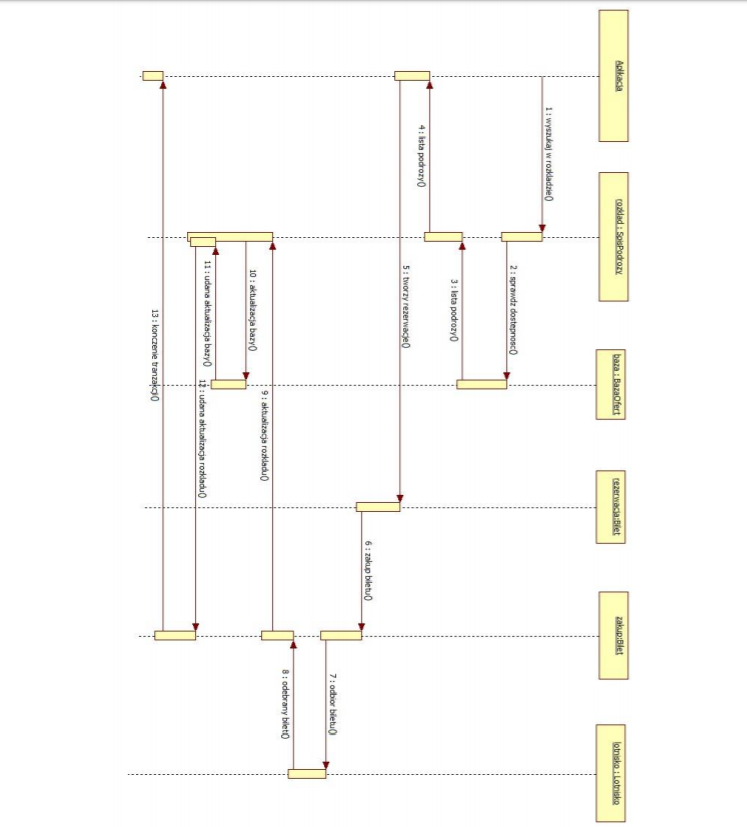 Aplikacja
rozklad : SpisPodrozy
baza : BazaOfert
rezerwacja:Bilet
zakup:Bilet
lotnisko : Lotnisko
1 : wyszukaj w rozkladzie()
2 : sprawdz dostepnosc()
3 : lista podrozy()
4 : lista podrozy()
5 : tworzy rezerwacje()
6 : zakup biletu()
7 : odbior biletu()
8 : odebrany bilet()
9 : aktualizacja rozkladu()
10 : aktualizacja bazy()
11 : udana aktualizacja bazy()
12 : udana aktualizacja rozkladu()
13 : konczenie tranzakcji()